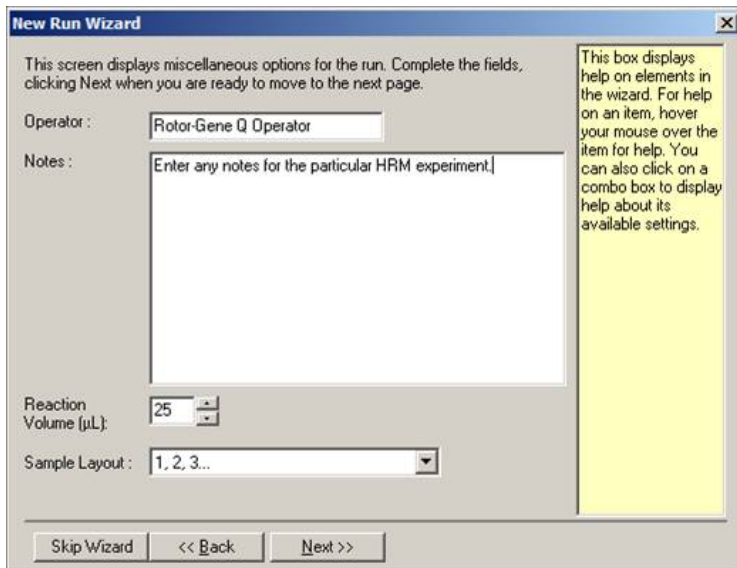 New Run Wizard
This screen displays miscellaneous options for the run. Complete the fields,
clicking Next when you are ready to move to the next page.
Operator :
Rotor-Gene Q Operator
Notes :
Enter any notes for the particular HRM experiment.
Reaction
Volume (µL):
25
Sample Layout :
1, 2, 3...
This box displays
help on elements in
the wizard. For help
on an item, hover
your mouse over the
item for help. You
can also click on a
combo box to display
help about its
available settings.
Skip Wizard
<< Back
Next >>